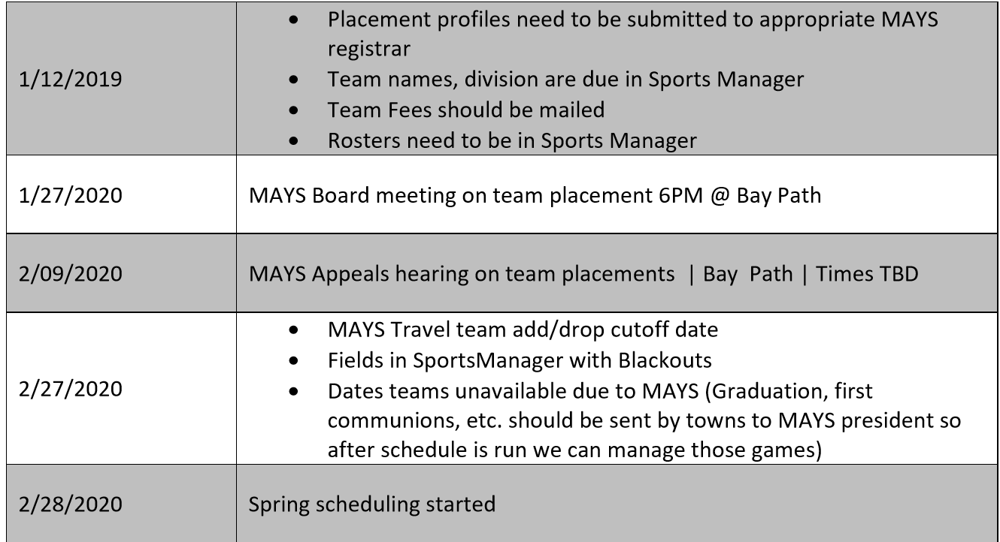 1/12/2019
• Placement profiles need to be submitted to appropriate MAYS
registrar
• Team names, division are due in Sports Manager
• Team Fees should be mailed
• Rosters need to be in Sports Manager
1/27/2020
MAYS Board meeting on team placement 6PM @ Bay Path
2/09/2020
MAYS Appeals hearing on team placements  | Bay  Path | Times TBD
2/27/2020
• MAYS Travel team add/drop cutoff date
• Fields in SportsManager with Blackouts
• Dates teams unavailable due to MAYS (Graduation, first
communions, etc. should be sent by towns to MAYS president so
after schedule is run we can manage those games)
2/28/2020
Spring scheduling started